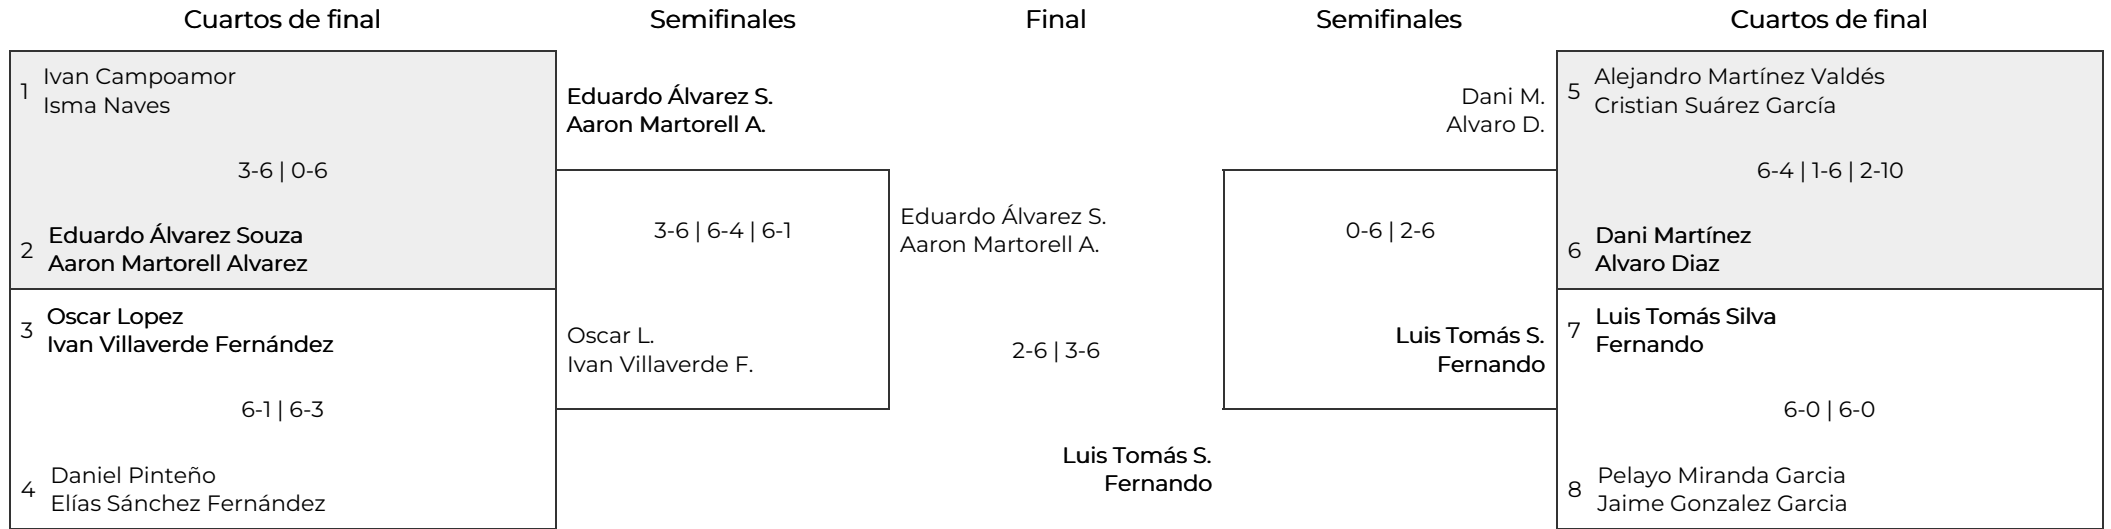 Cuartos de final
Semifinales
Final
Semifinales
Cuartos de final
1
Ivan Campoamor
Isma Naves
3-6 | 0-6
2
Eduardo Álvarez Souza
Aaron Martorell Alvarez
3
Oscar Lopez
Ivan Villaverde Fernández
6-1 | 6-3
4
Daniel Pinteño
Elías Sánchez Fernández
Eduardo Álvarez S.
Aaron Martorell A.
3-6 | 6-4 | 6-1
Oscar L.
Ivan Villaverde F.
Eduardo Álvarez S.
Aaron Martorell A.
2-6 | 3-6
Luis Tomás S.
Fernando
Dani M.
Alvaro D.
0-6 | 2-6
Luis Tomás S.
Fernando
5
Alejandro Martínez Valdés
Cristian Suárez García
6-4 | 1-6 | 2-10
6
Dani Martínez
Alvaro Diaz
7
Luis Tomás Silva
Fernando
6-0 | 6-0
8
Pelayo Miranda Garcia
Jaime Gonzalez Garcia